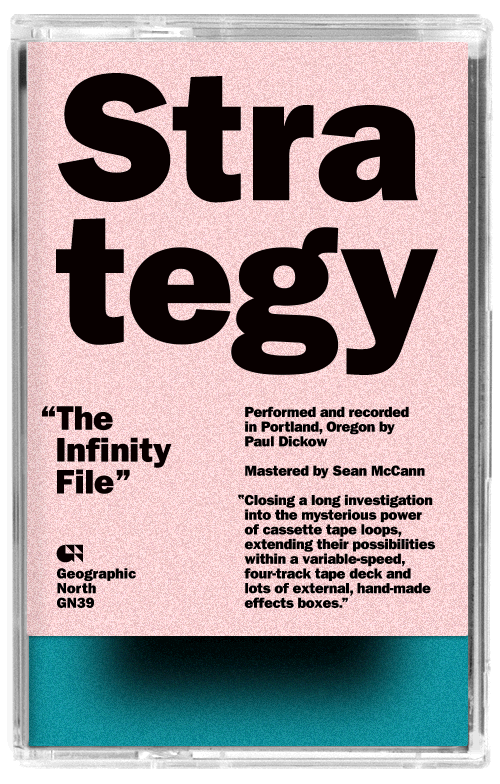 Stra
tegy
“The
Infinity
File”
Geographic
North
GN39
Performed and recorded
in Portland, Oregon by
Paul Dickow
Mastered by Sean McCann
“Closing a long investigation
into the mysterious power
of cassette tape loops,
extending their possibilities
within a variable-speed,
four-track tape deck and
lots of external, hand-made
effects boxes.”